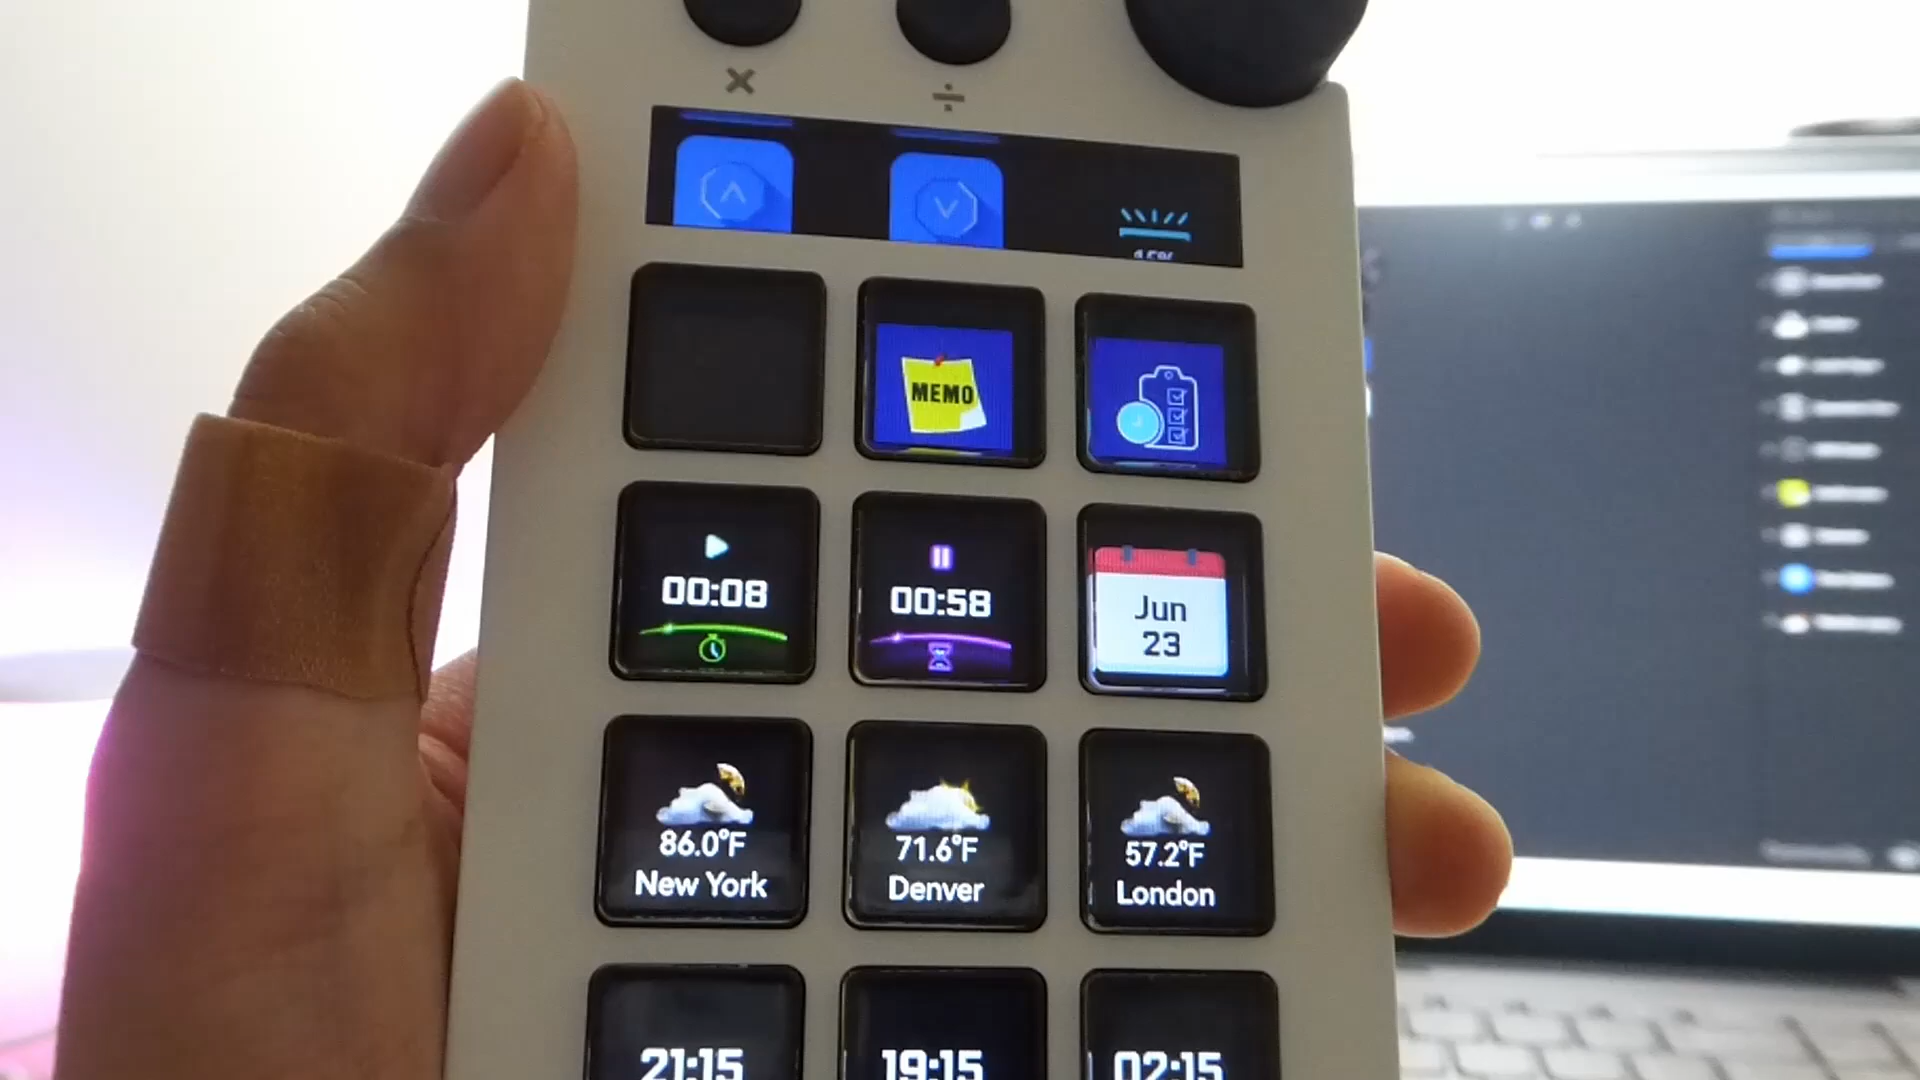 ×
÷
MEMO
00:08
00:58
Jun
23
86.0°F
New York
71.6°F
Denver
57.2°F
London
21:15
19:15
02:15